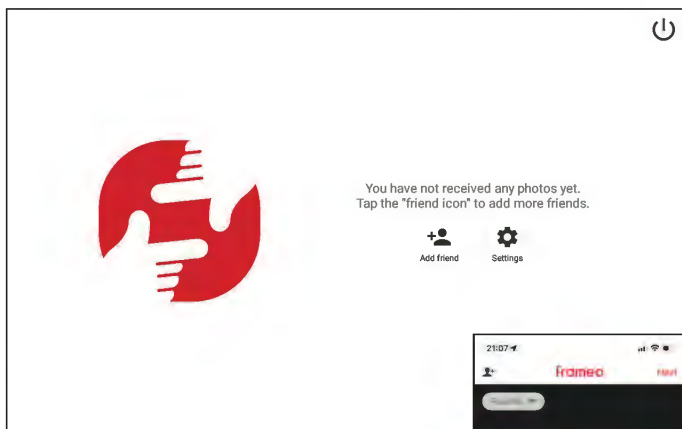 You have not received any photos yet.
Tap the "friend icon" to add more friends.
Add friend
Settings
21:07
frameo